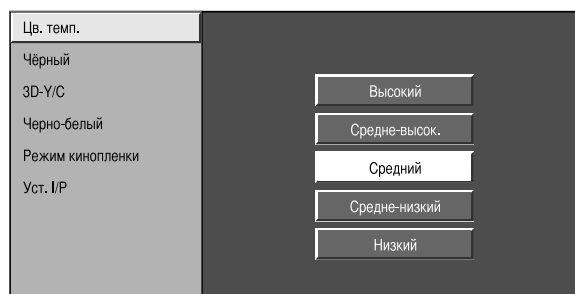 Цв. темп.
Чёрный
3D-Y/C
Черно-белый
Режим кинопленки
Уст. I/P
Высокий
Средне-высок.
Средний
Средне-низкий
Низкий